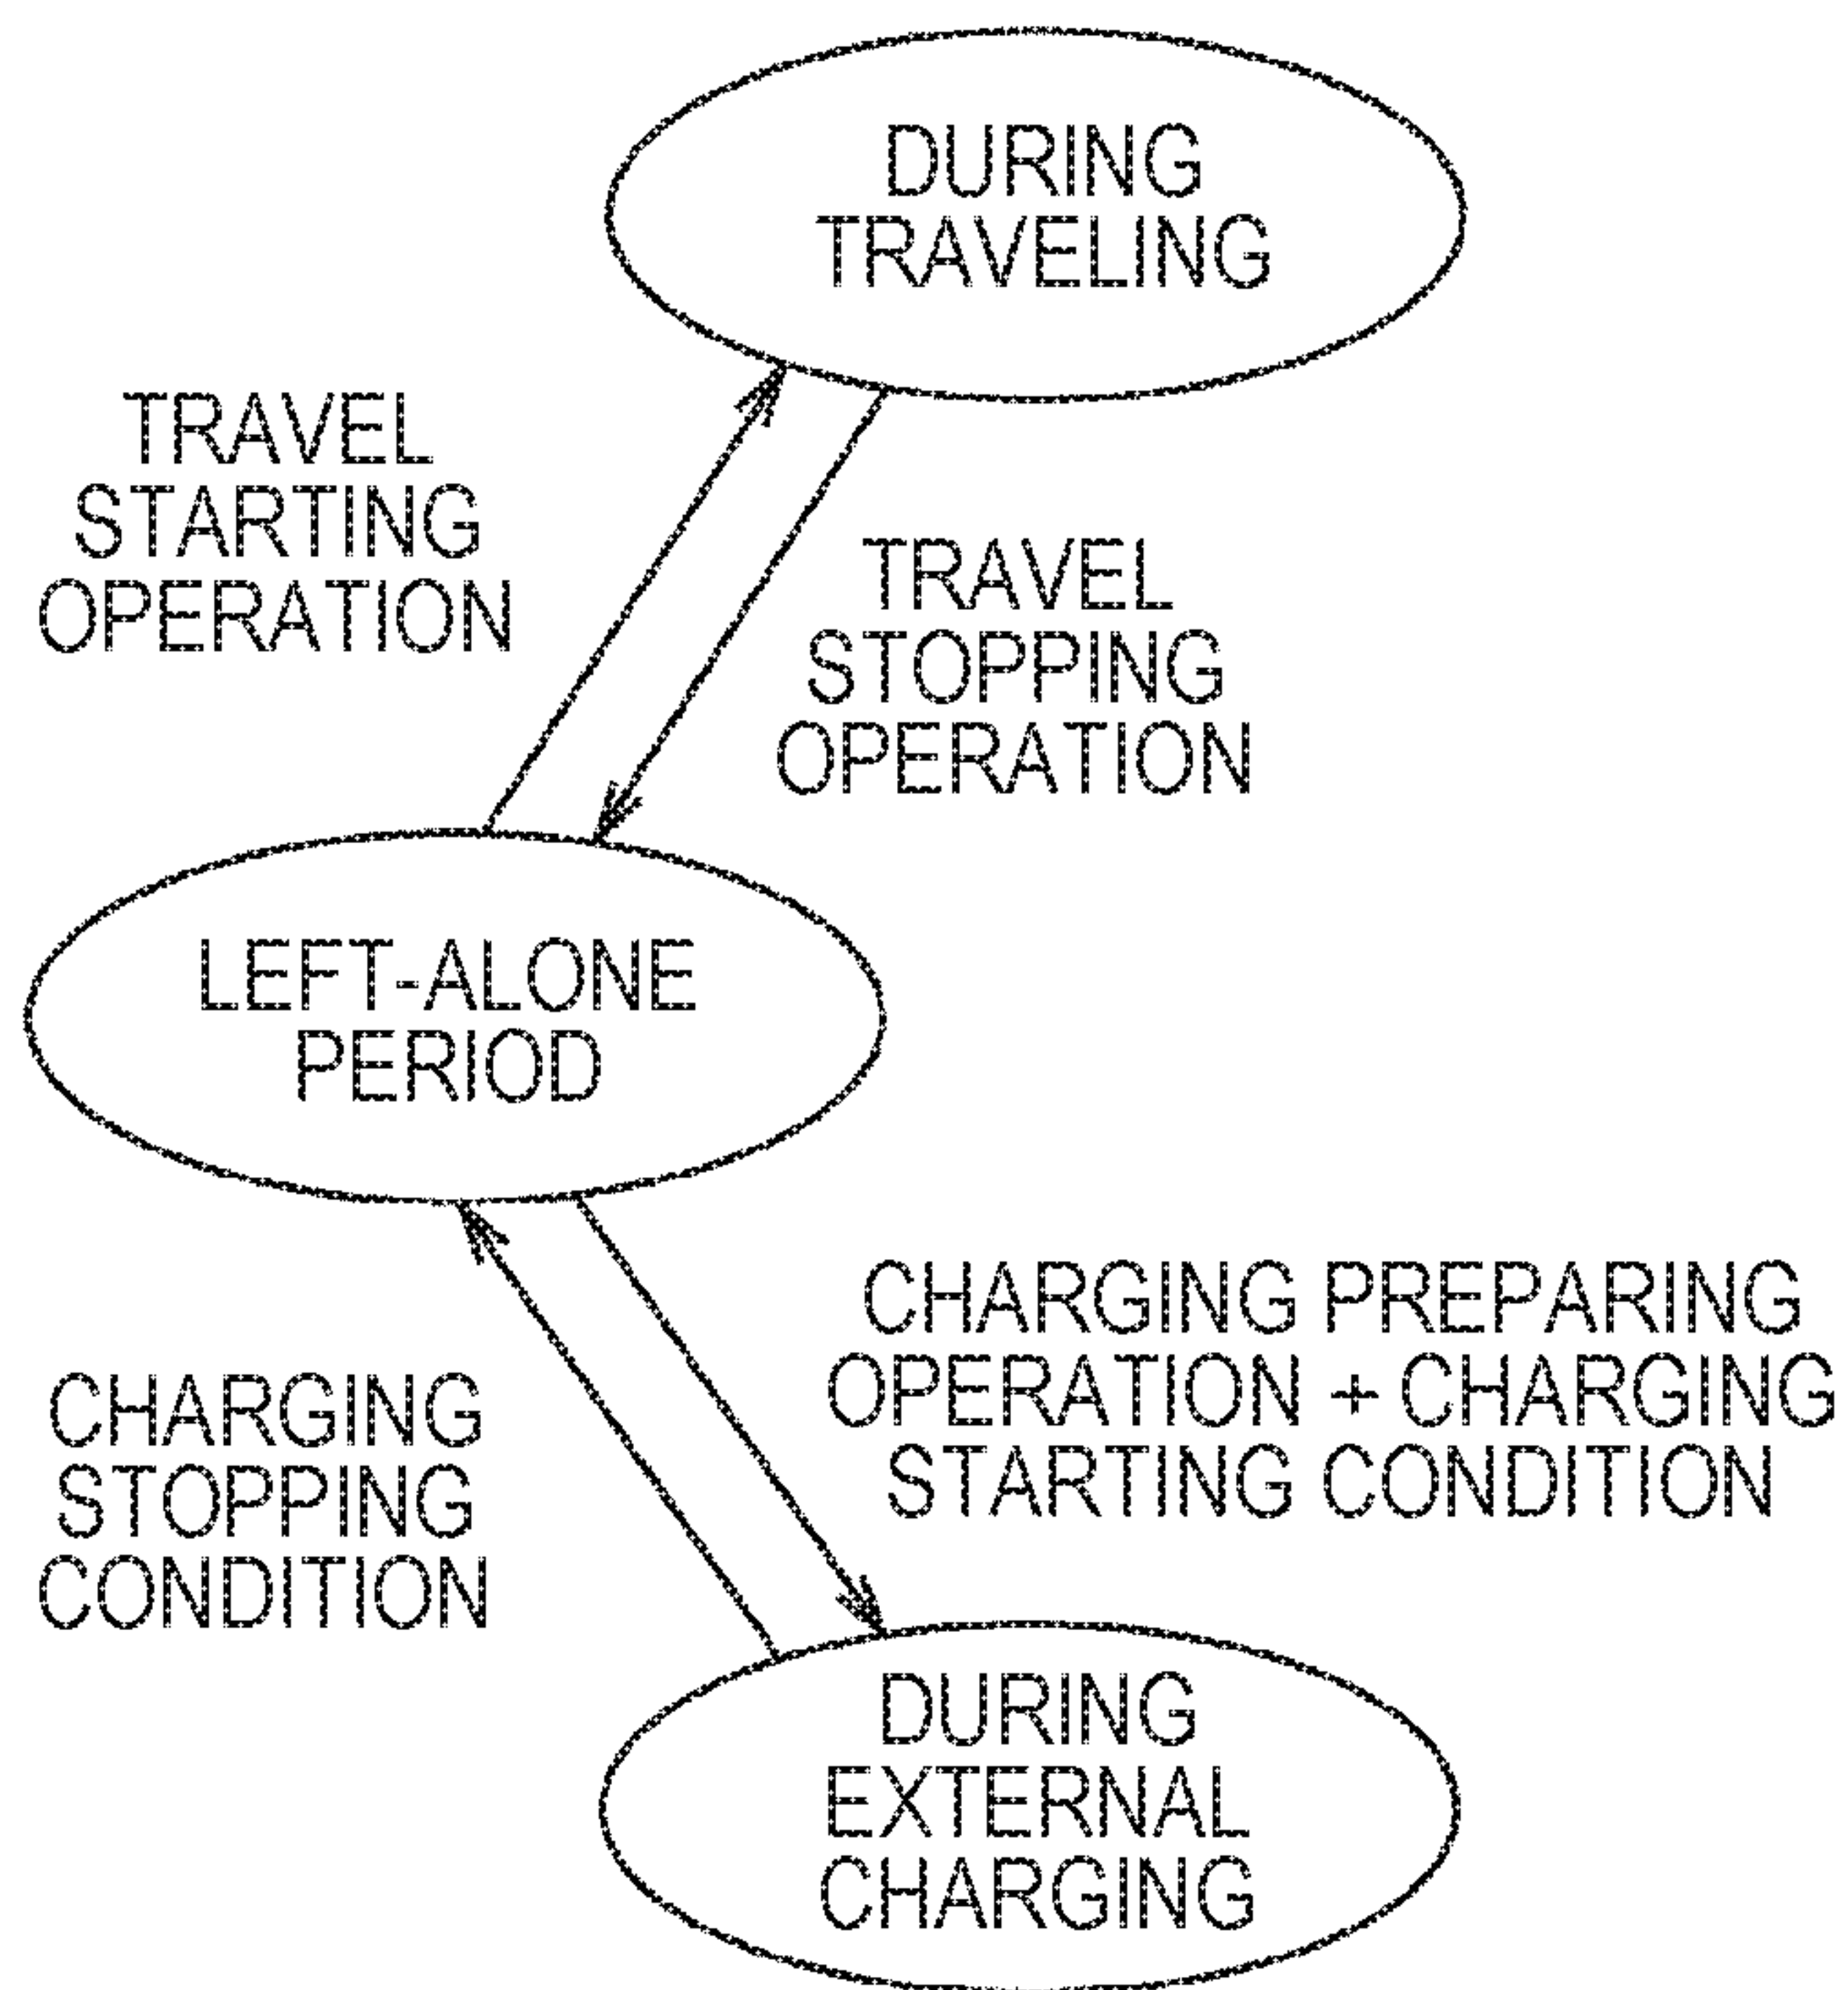 DURING
TRAVELING
TRAVEL
STARTING
OPERATION
TRAVEL
STOPPING
OPERATION
LEFT-ALONE
PERIOD
CHARGING PREPARING
OPERATION + CHARGING
STARTING CONDITION
CHARGING
STOPPING
CONDITION
DURING
EXTERNAL
CHARGING